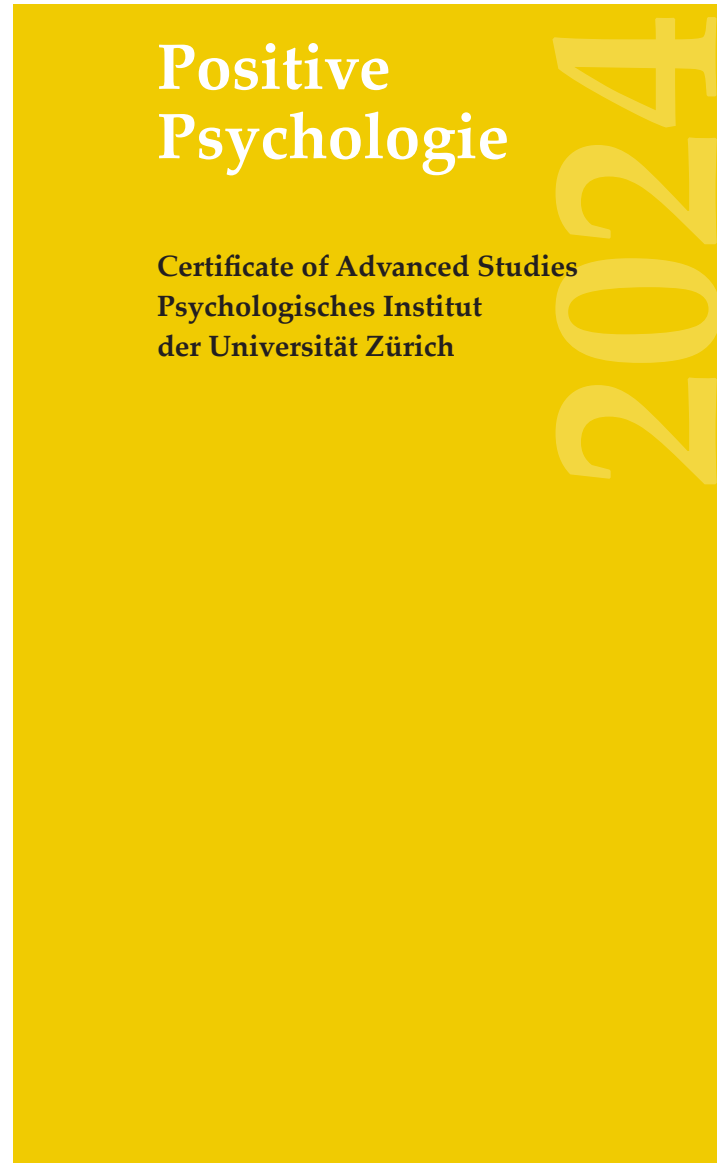 Positive
Psychologie
2024
Certificate of Advanced Studies
Psychologisches Institut
der Universität Zürich